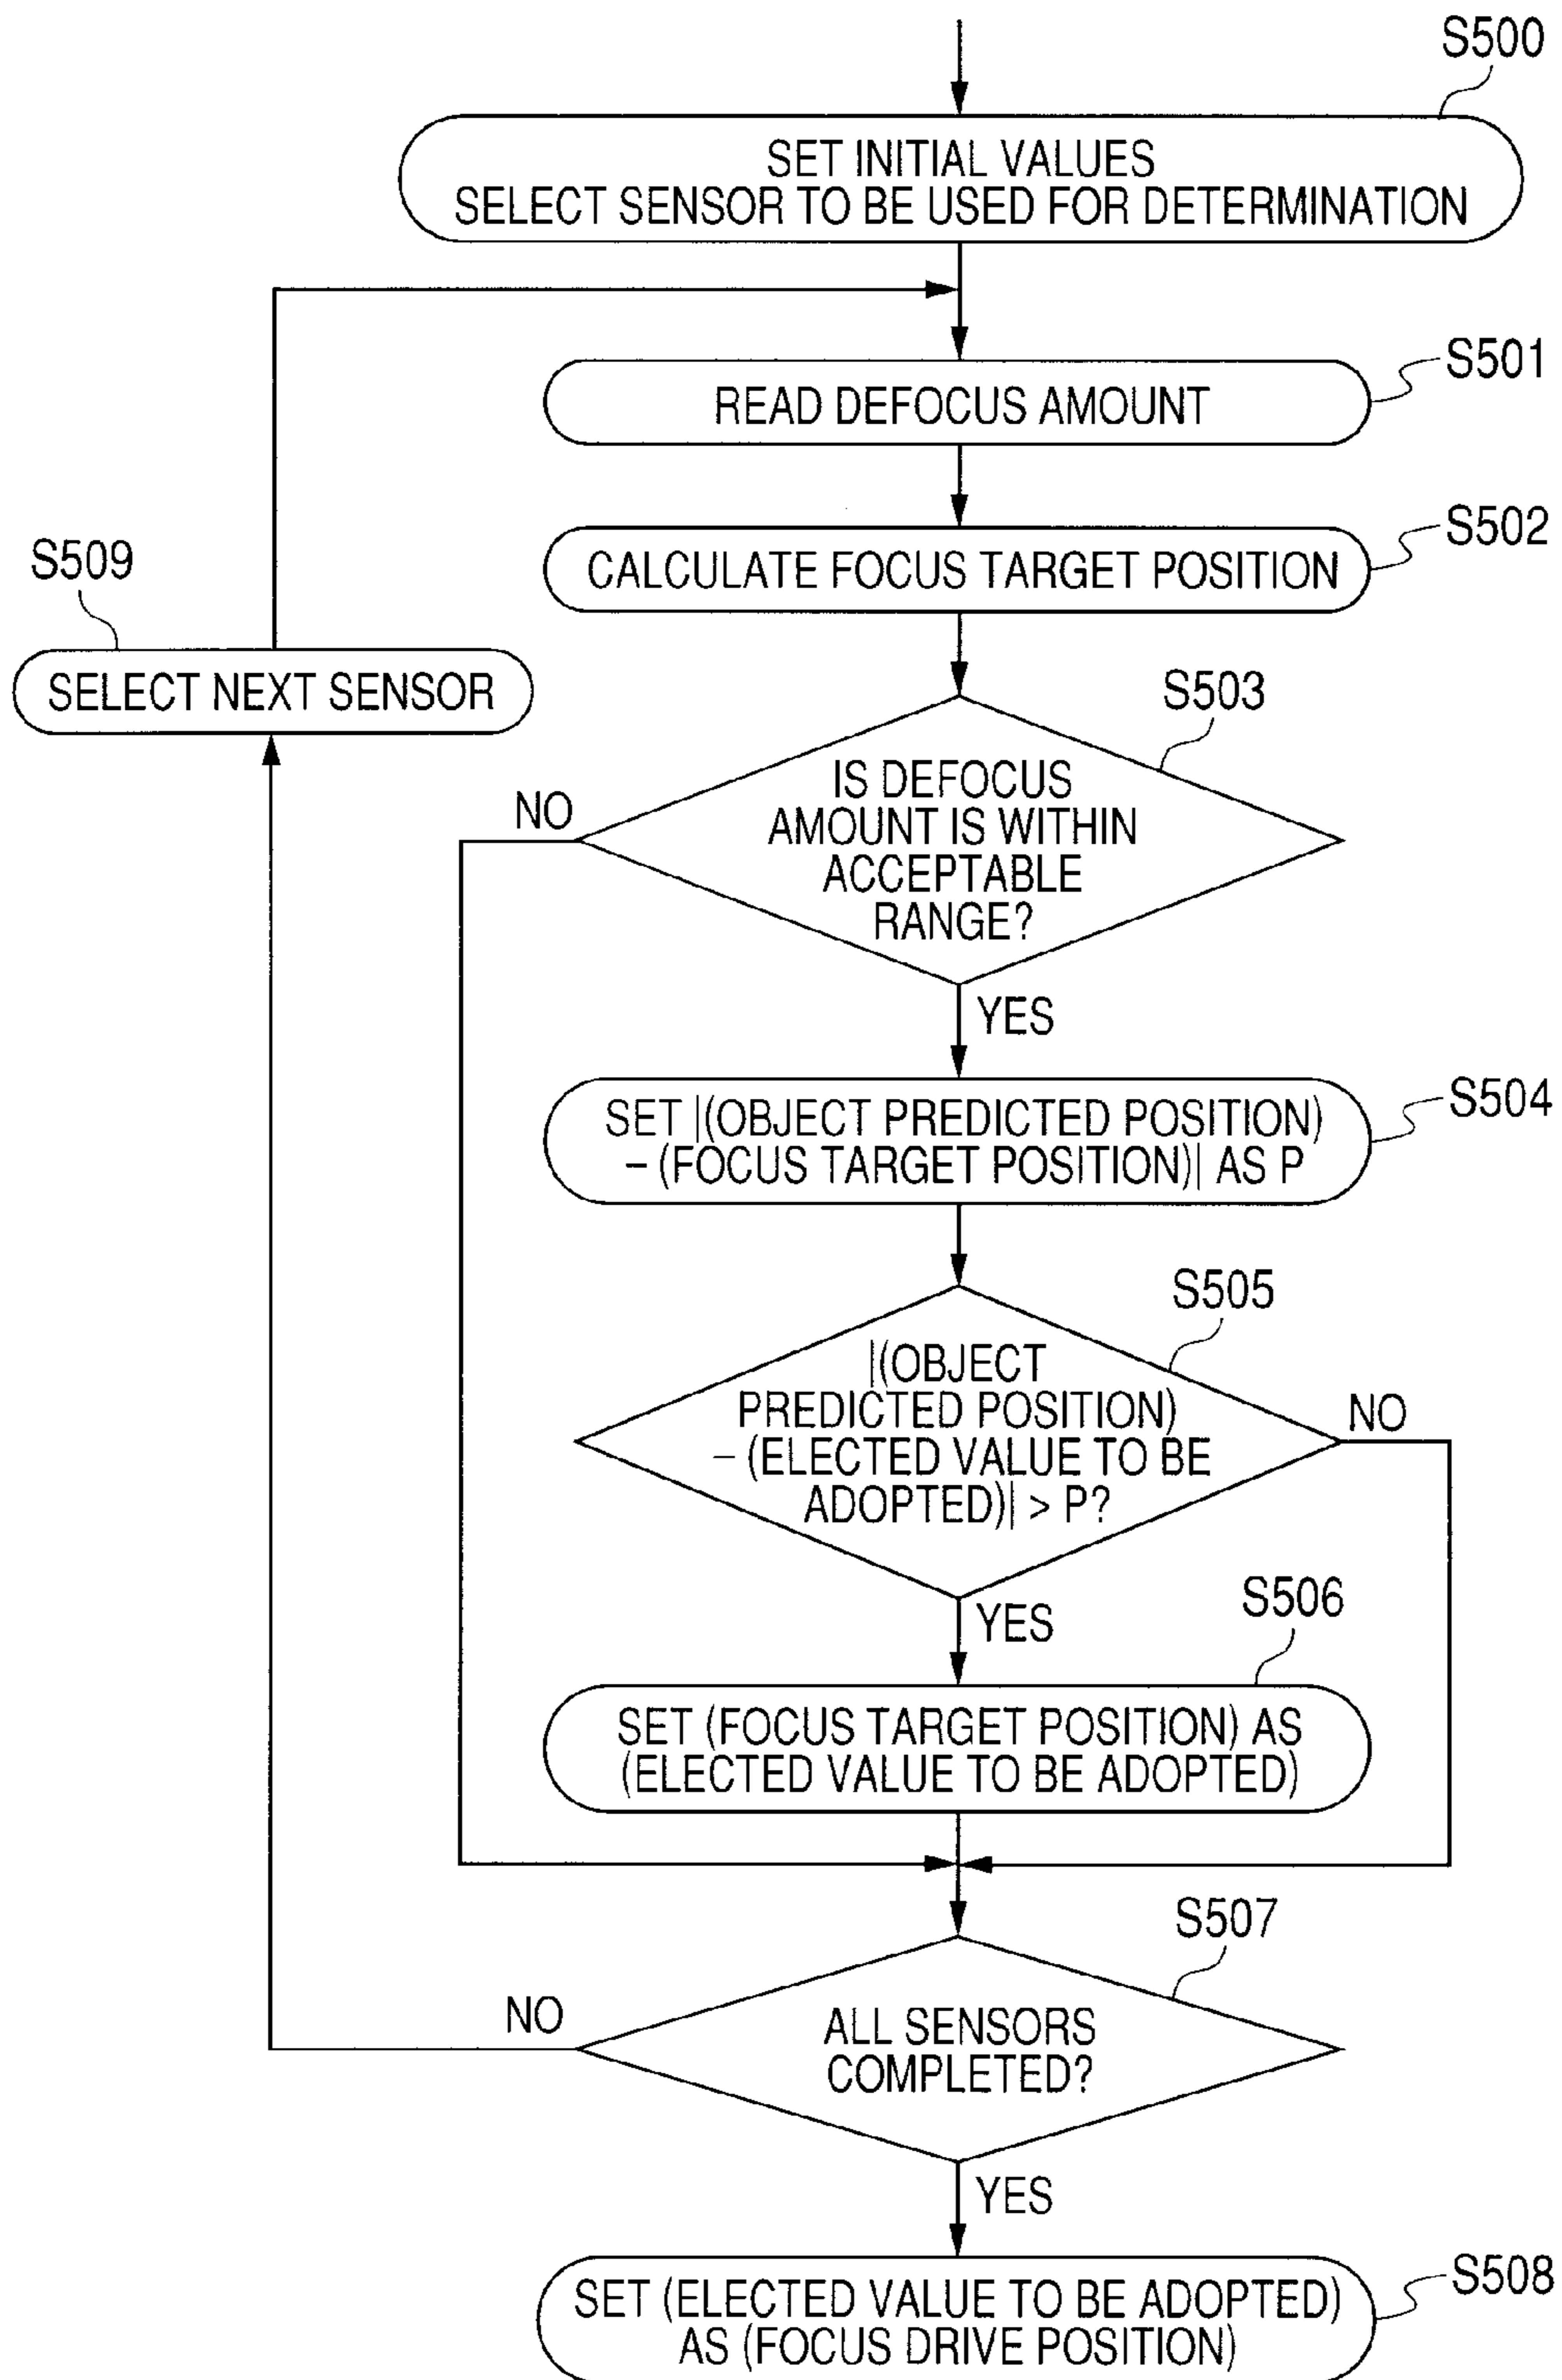 S500
SET INITIAL VALUES
SELECT SENSOR TO BE USED FOR DETERMINATION
S501
READ DEFOCUS AMOUNT
S502
CALCULATE FOCUS TARGET POSITION
S509
SELECT NEXT SENSOR
S503
IS DEFOCUS
AMOUNT IS WITHIN
ACCEPTABLE
RANGE?
NO
YES
S504
SET |(OBJECT PREDICTED POSITION)
– (FOCUS TARGET POSITION)| AS P
S505
|(OBJECT
PREDICTED POSITION)
– (ELECTED VALUE TO BE
ADOPTED)| > P?
NO
YES
S506
SET (FOCUS TARGET POSITION) AS
(ELECTED VALUE TO BE ADOPTED)
S507
ALL SENSORS
COMPLETED?
NO
YES
S508
SET (ELECTED VALUE TO BE ADOPTED)
AS (FOCUS DRIVE POSITION)